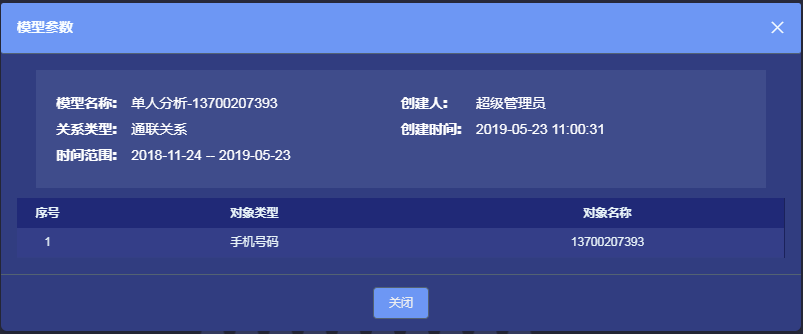 模型参数
模型名称: 单人分析-13700207393 创建人: 超级管理员
关系类型: 通联关系 创建时间: 2019-05-23 11:00:31
时间范围: 2018-11-24 -- 2019-05-23
序号 对象类型 对象名称
1 手机号码 13700207393
关闭